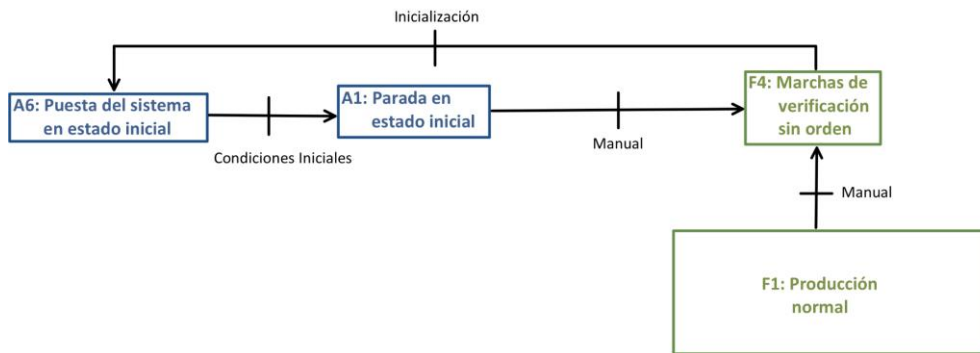 Inicialización
A6: Puesta del sistema
en estado inicial
A1: Parada en
estado inicial
F4: Marchas de
verificación
sin orden
Condiciones Iniciales
Manual
Manual
F1: Producción
normal